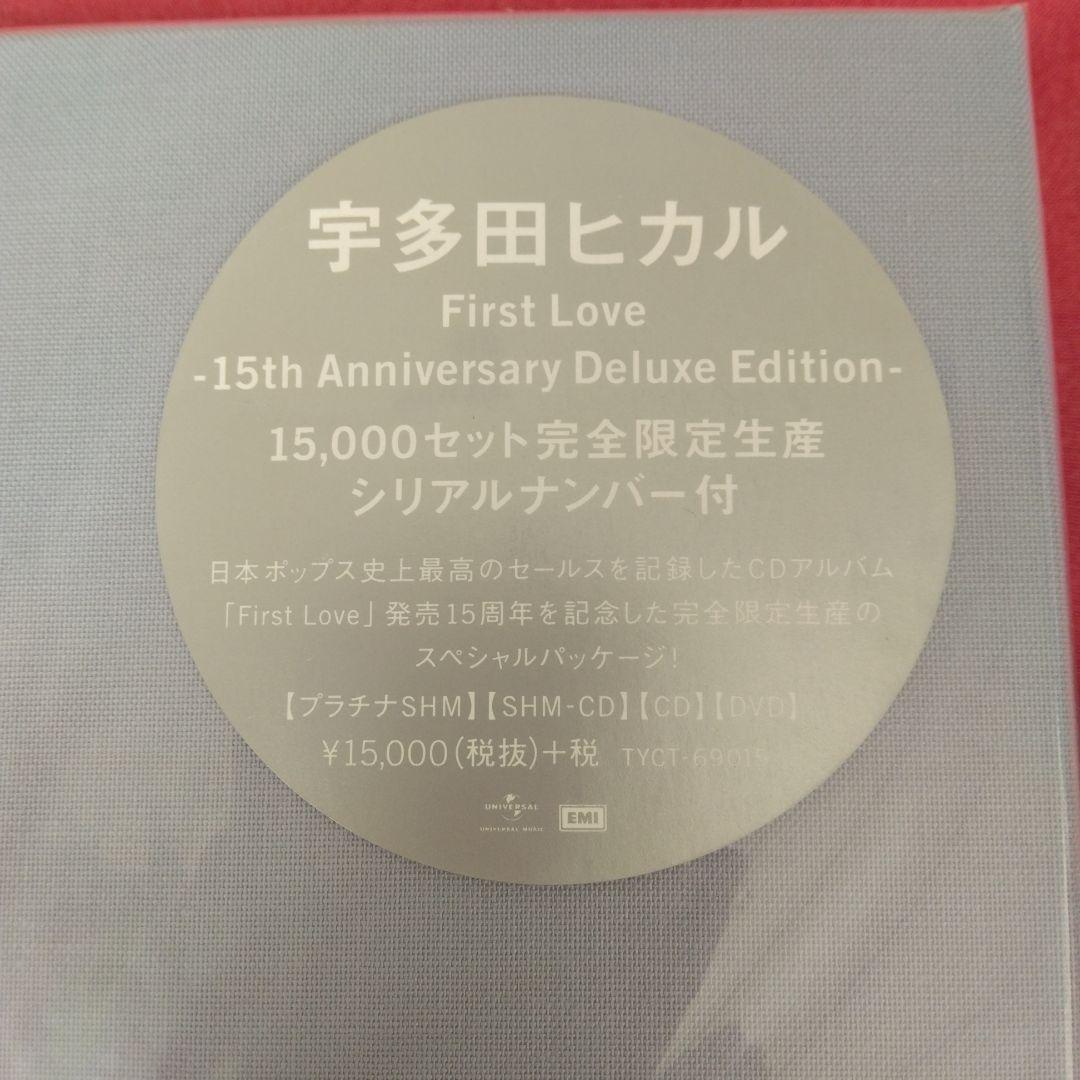 宇多田ヒカル
First Love
-15th Anniversary Deluxe Edition-
15,000セット完全限定生産
シリアルナンバー付
日本ポップス史上最高のセールスを記録したCDアルバム
「First Love」発売15周年を記念した完全限定生産の
スペシャルパッケージ!
【プラチナSHM】【SHM-CD】【CD】【DVD】
¥15,000(税抜)+税 TYCT-69015
UNIVERSAL EMI
UNIVERSAL MUSIC